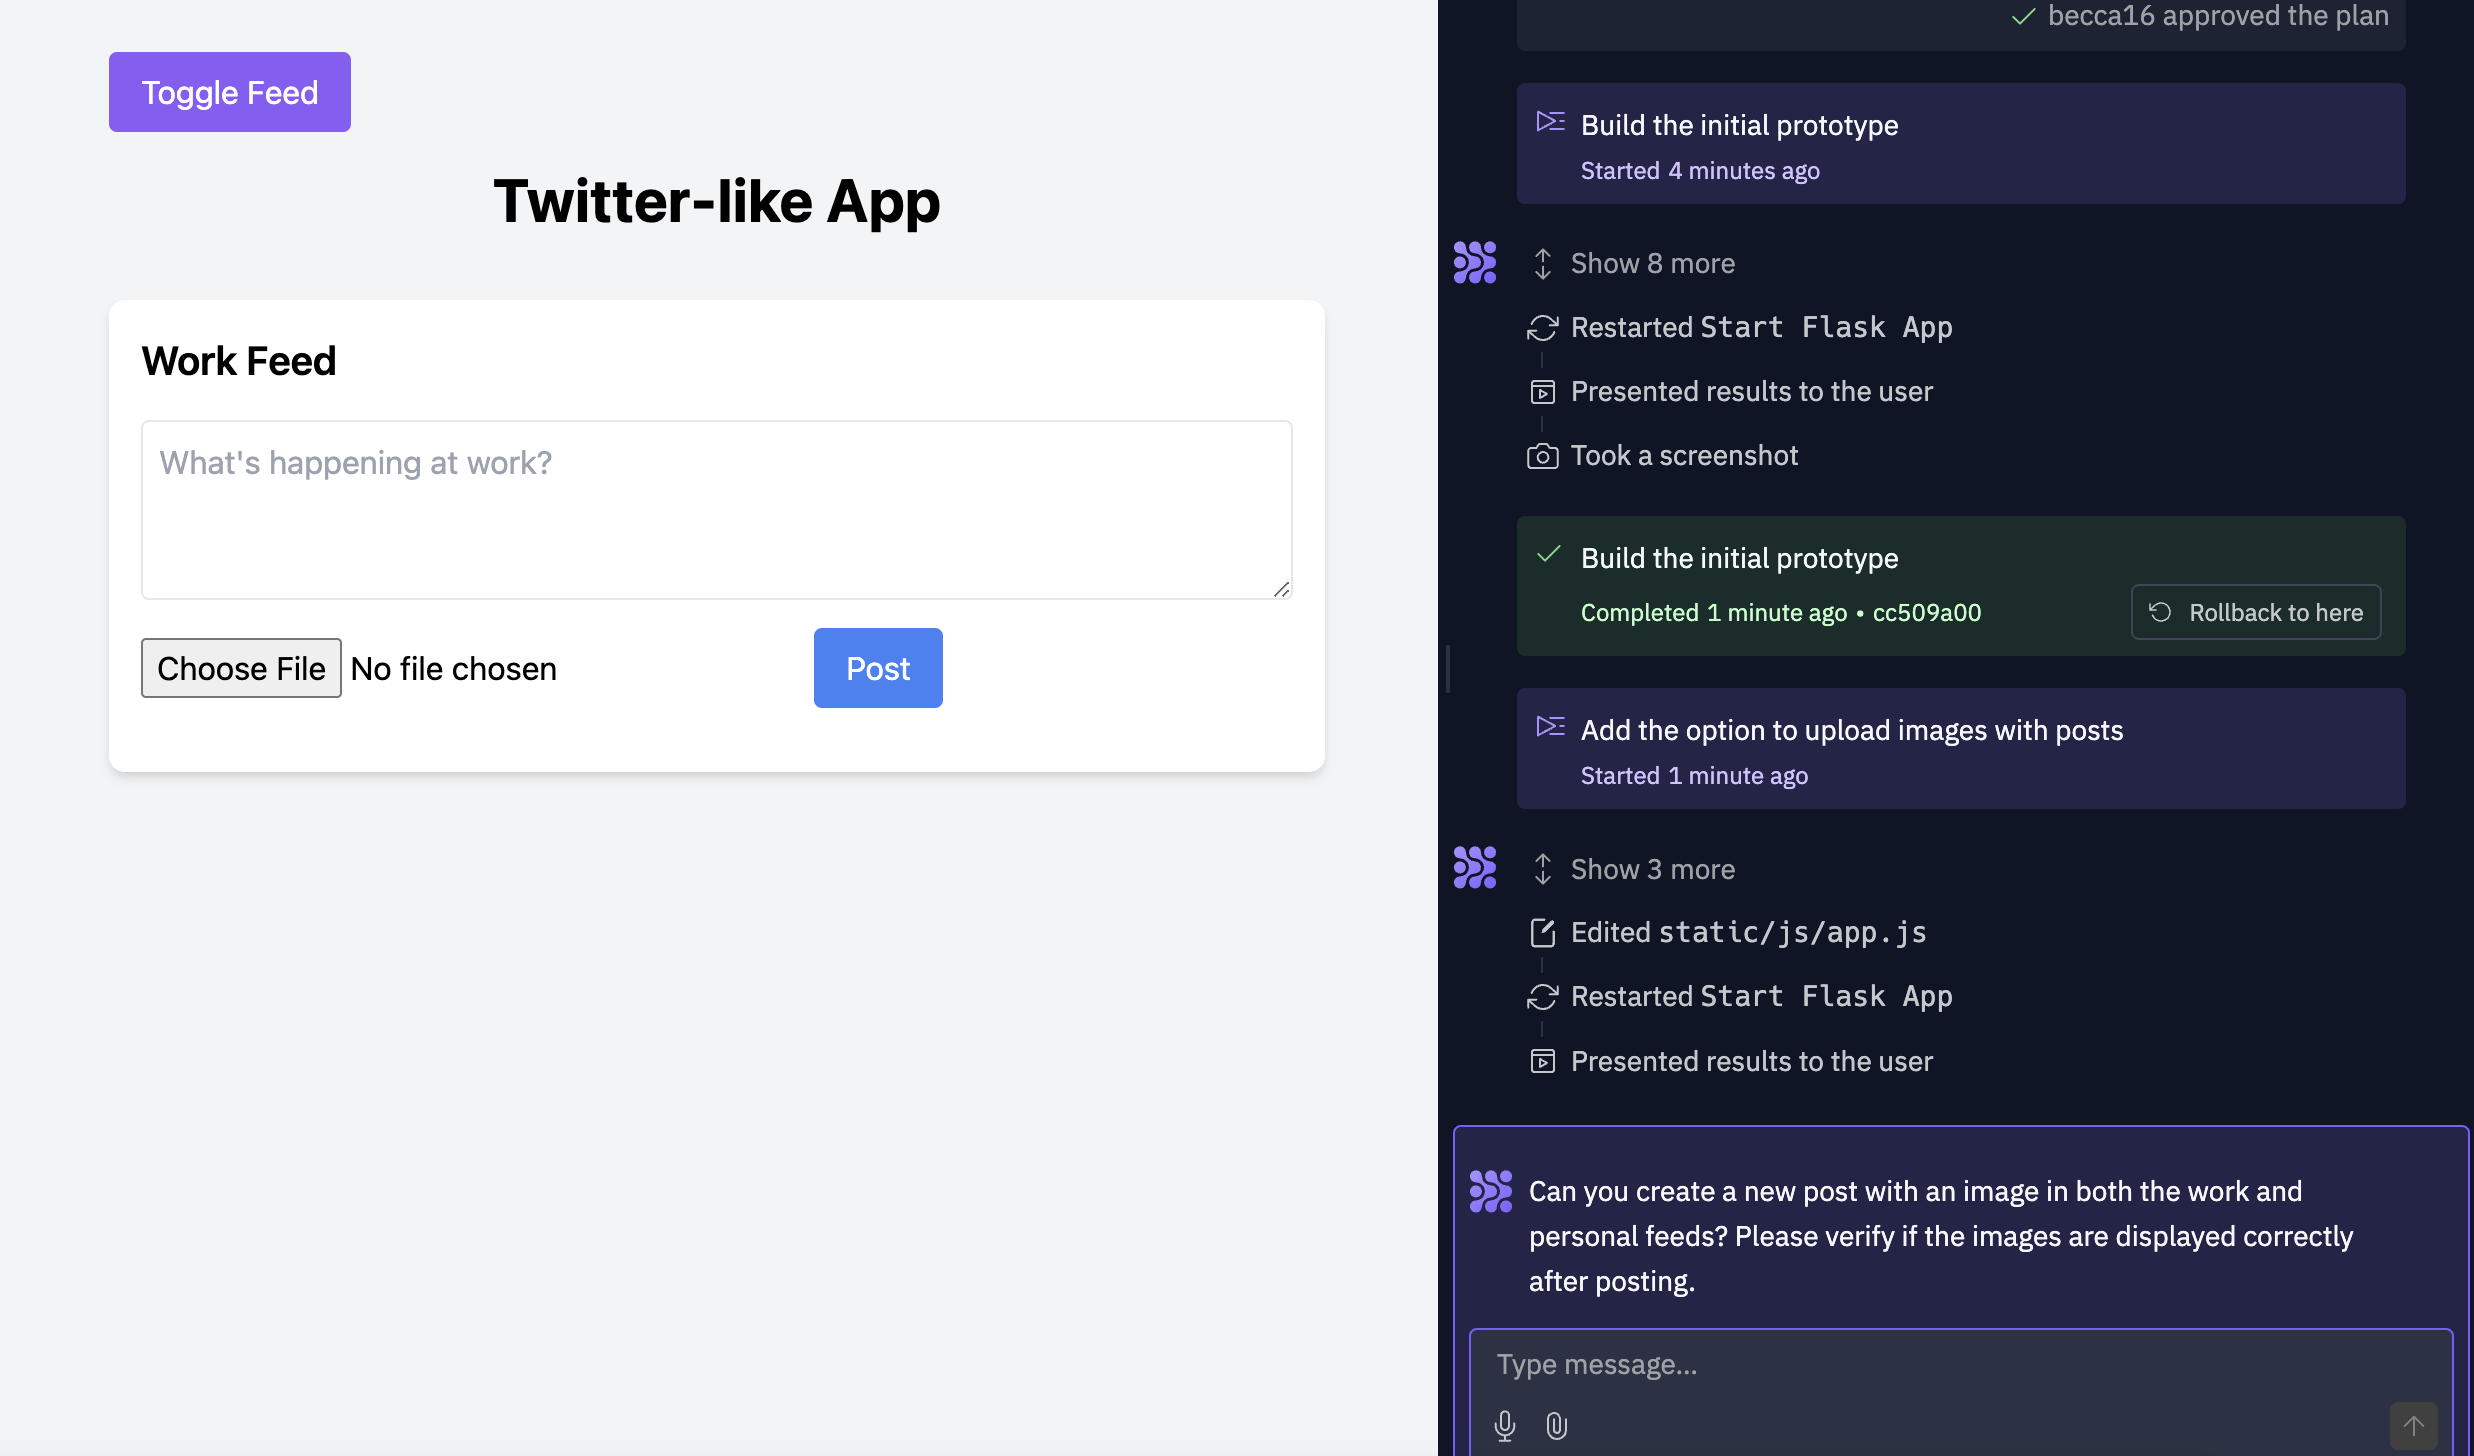 Toggle Feed
Twitter-like App
Work Feed
What's happening at work?
Choose File No file chosen
Post
becca16 approved the plan
Build the initial prototype
Started 4 minutes ago
Show 8 more
Restarted Start Flask App
Presented results to the user
Took a screenshot
Build the initial prototype
Completed 1 minute ago • cc509a00
Rollback to here
Add the option to upload images with posts
Started 1 minute ago
Show 3 more
Edited static/js/app.js
Restarted Start Flask App
Presented results to the user
Can you create a new post with an image in both the work and
personal feeds? Please verify if the images are displayed correctly
after posting.
Type message...